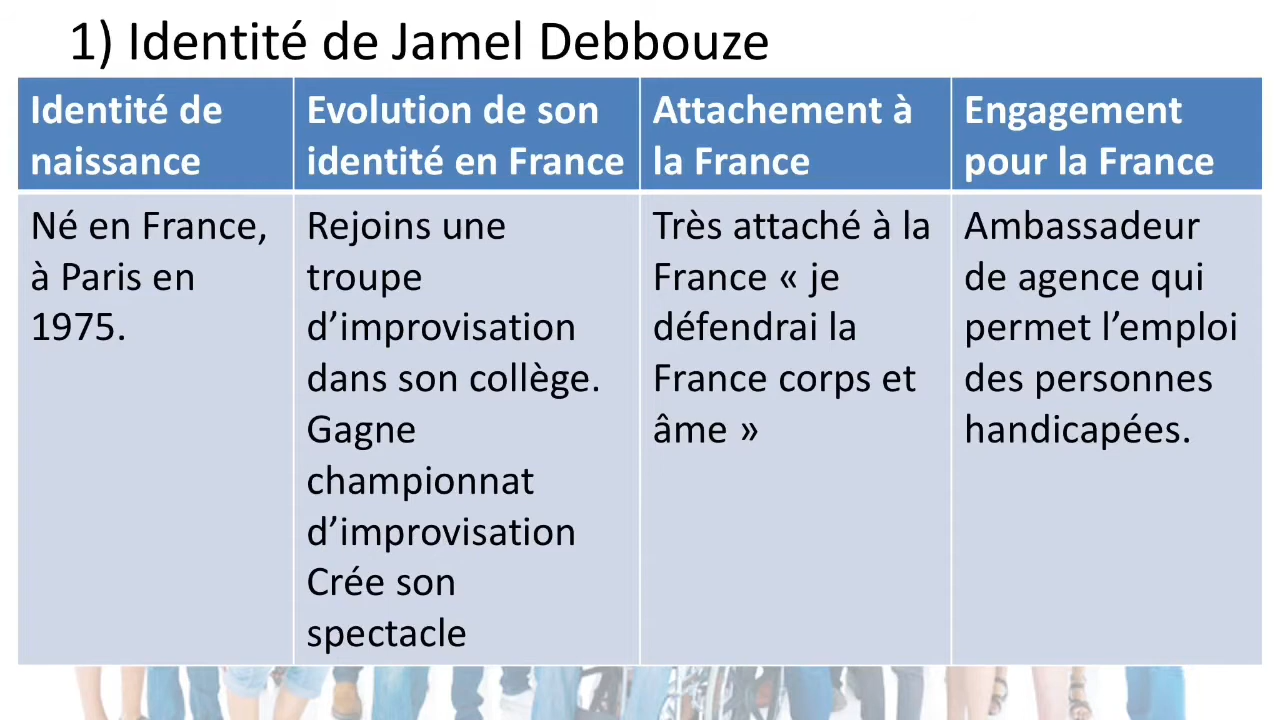 1) Identité de Jamel Debbouze
Identité de
naissance
Evolution de son
identité en France
Attachement à
la France
Engagement
pour la France
Né en France,
à Paris en
1975.
Rejoins une
troupe
d’improvisation
dans son collège.
Gagne
championnat
d’improvisation
Crée son
spectacle
Très attaché à la
France « je
défendrai la
France corps et
âme »
Ambassadeur
de agence qui
permet l’emploi
des personnes
handicapées.